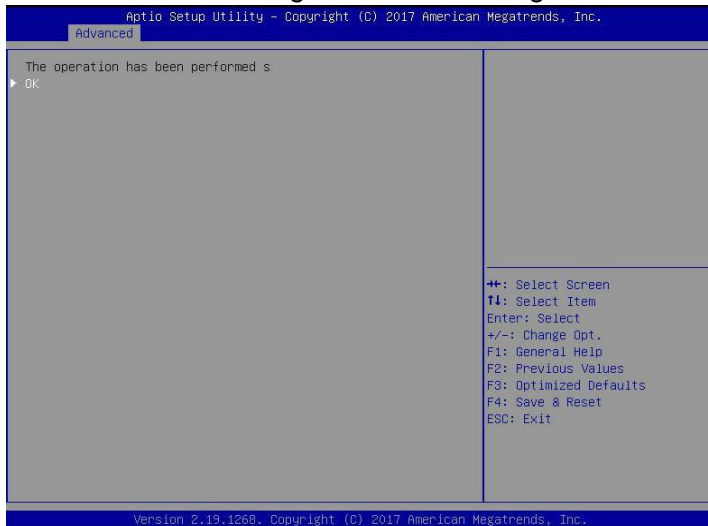 Aptio Setup Utility – Copyright (C) 2017 American Megatrends, Inc.
Advanced
The operation has been performed s
OK
→←: Select Screen
↑↓: Select Item
Enter: Select
+/-: Change Opt.
F1: General Help
F2: Previous Values
F3: Optimized Defaults
F4: Save & Reset
ESC: Exit
Version 2.19.1268. Copyright (C) 2017 American Megatrends, Inc.